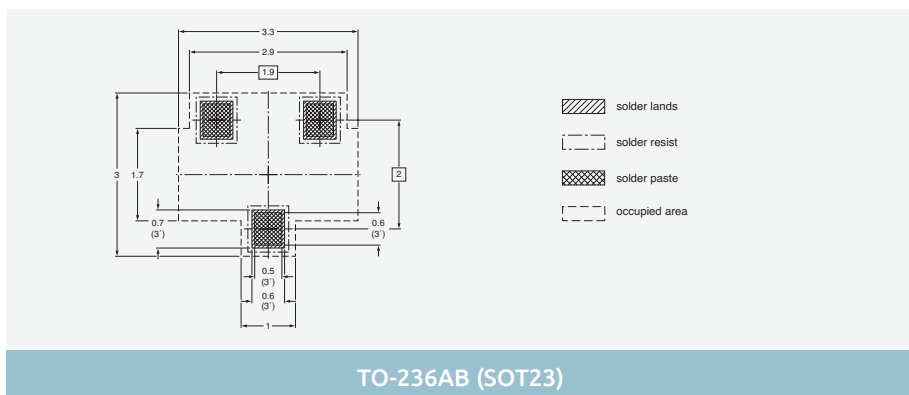 3.3
2.9
1.9
solder lands
solder resist
2
3 1.7
solder paste
occupied area
0.7
(3´)
0.6
(3´)
0.5
(3´)
0.6
(3´)
1
TO-236AB (SOT23)